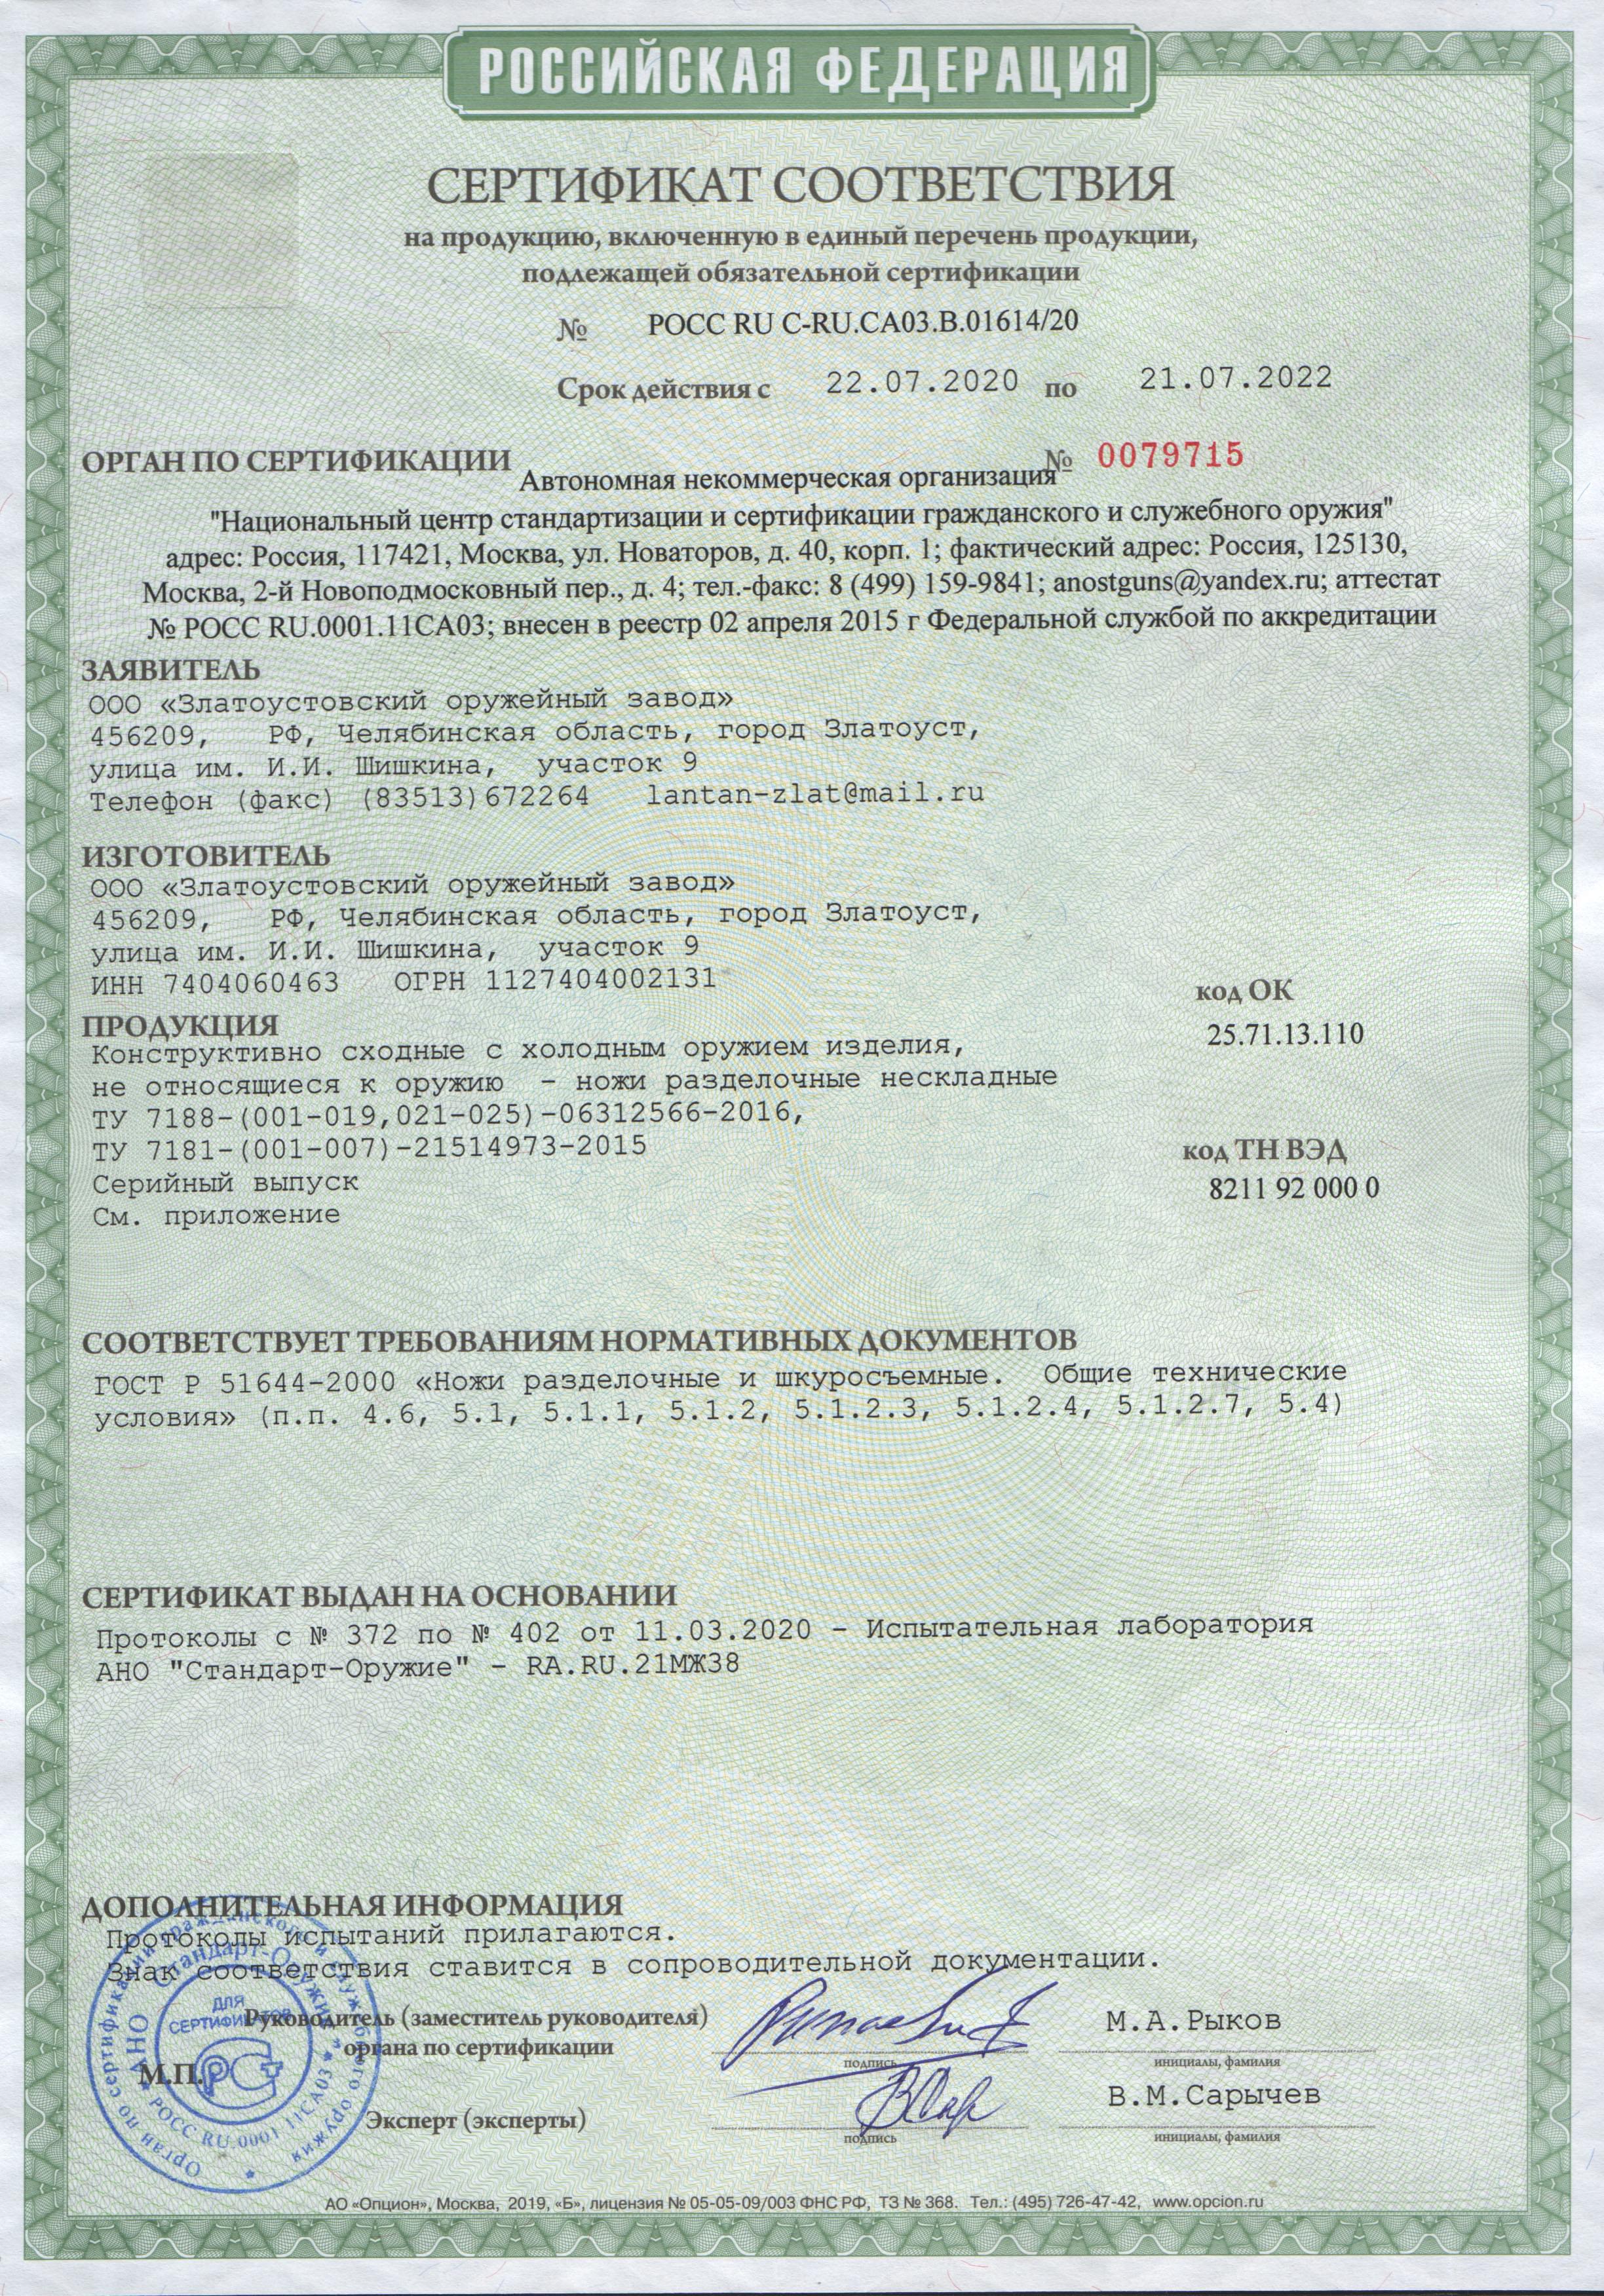 РОССИЙСКАЯ ФЕДЕРАЦИЯ
СЕРТИФИКАТ СООТВЕТСТВИЯ
на продукцию, включенную в единый перечень продукции,
подлежащей обязательной сертификации
№ РОСС RU С-RU.СА03.В.01614/20
Срок действия с 22.07.2020 по 21.07.2022
№ 0079715
ОРГАН ПО СЕРТИФИКАЦИИ Автономная некоммерческая организация
"Национальный центр стандартизации и сертификации гражданского и служебного оружия"
адрес: Россия, 117421, Москва, ул. Новаторов, д. 40, корп. 1; фактический адрес: Россия, 125130,
Москва, 2-й Новоподмосковный пер., д. 4; тел.-факс: 8 (499) 159-9841; anostguns@yandex.ru; аттестат
№ РОСС RU.0001.11СА03; внесен в реестр 02 апреля 2015 г Федеральной службой по аккредитации
ЗАЯВИТЕЛЬ
ООО «Златоустовский оружейный завод»
456209, РФ, Челябинская область, город Златоуст,
улица им. И.И. Шишкина, участок 9
Телефон (факс) (83513)672264 lantan-zlat@mail.ru
ИЗГОТОВИТЕЛЬ
ООО «Златоустовский оружейный завод»
456209, РФ, Челябинская область, город Златоуст,
улица им. И.И. Шишкина, участок 9
ИНН 7404060463 ОГРН 1127404002131
код ОК
25.71.13.110
ПРОДУКЦИЯ
Конструктивно сходные с холодным оружием изделия,
не относящиеся к оружию - ножи разделочные нескладные
ТУ 7188-(001-019,021-025)-06312566-2016,
ТУ 7181-(001-007)-21514973-2015
Серийный выпуск
См. приложение
код ТН ВЭД
8211 92 000 0
СООТВЕТСТВУЕТ ТРЕБОВАНИЯМ НОРМАТИВНЫХ ДОКУМЕНТОВ
ГОСТ Р 51644-2000 «Ножи разделочные и шкуросъемные. Общие технические
условия» (п.п. 4.6, 5.1, 5.1.1, 5.1.2, 5.1.2.3, 5.1.2.4, 5.1.2.7, 5.4)
СЕРТИФИКАТ ВЫДАН НА ОСНОВАНИИ
Протоколы с № 372 по № 402 от 11.03.2020 - Испытательная лаборатория
АНО "Стандарт-Оружие" - RA.RU.21МЖ38
ДОПОЛНИТЕЛЬНАЯ ИНФОРМАЦИЯ
Протоколы испытаний прилагаются.
Знак соответствия ставится в сопроводительной документации.
Руководитель (заместитель руководителя)
органа по сертификации
подпись
М.А.Рыков
инициалы, фамилия
М.П.
Эксперт (эксперты)
подпись
В.М.Сарычев
инициалы, фамилия
Орган по сертификации гражданского и служебного оружия
АНО Стандарт-Оружие
РОСС RU.0001 11СА03
ДЛЯ
СЕРТИФИКАТОВ
АО «Опцион», Москва, 2019, «Б», лицензия № 05-05-09/003 ФНС РФ, ТЗ № 368. Тел.: (495) 726-47-42, www.opcion.ru